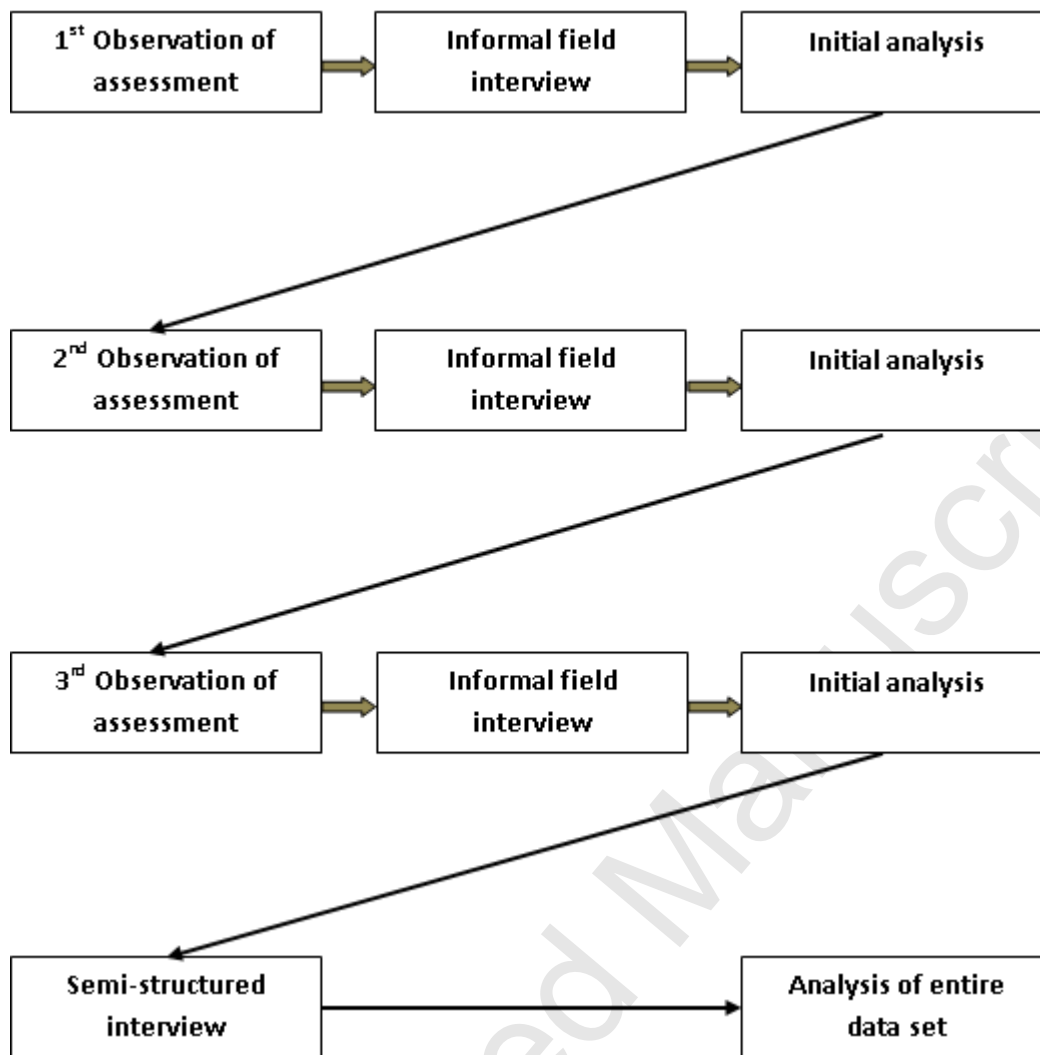 1st Observation of
assessment
Informal field
interview
Initial analysis
2nd Observation of
assessment
Informal field
interview
Initial analysis
3rd Observation of
assessment
Informal field
interview
Initial analysis
Semi-structured
interview
Analysis of entire
data set